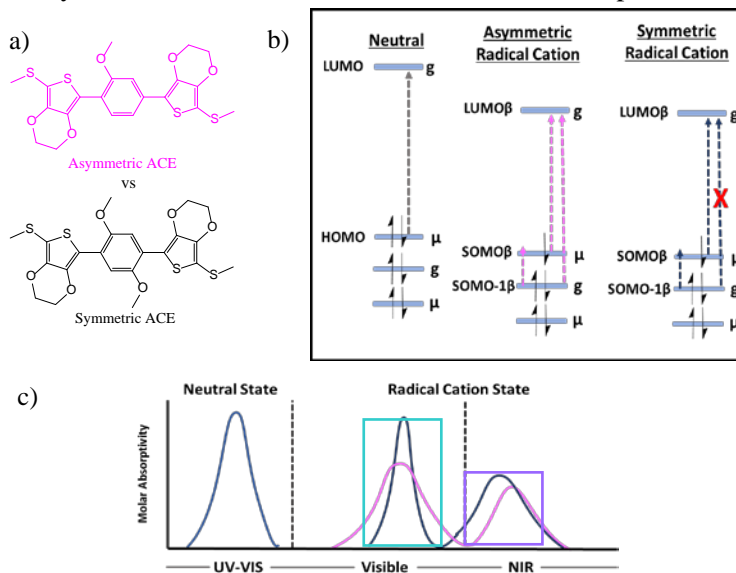 a)
S
S
O
O
O
O
O
S
S
Asymmetric ACE
vs
O
O
O
S
S
O
O
O
S
S
Symmetric ACE
b)
Neutral
Asymmetric
Radical Cation
Symmetric
Radical Cation
LUMO
g
LUMOβ
g
LUMOβ
g
HOMO
μ
g
μ
SOMOβ
μ
SOMO-1β
g
μ
SOMOβ
μ
X
SOMO-1β
g
μ
c)
Neutral State
Radical Cation State
Molar Absorptivity
UV-VIS
Visible
NIR